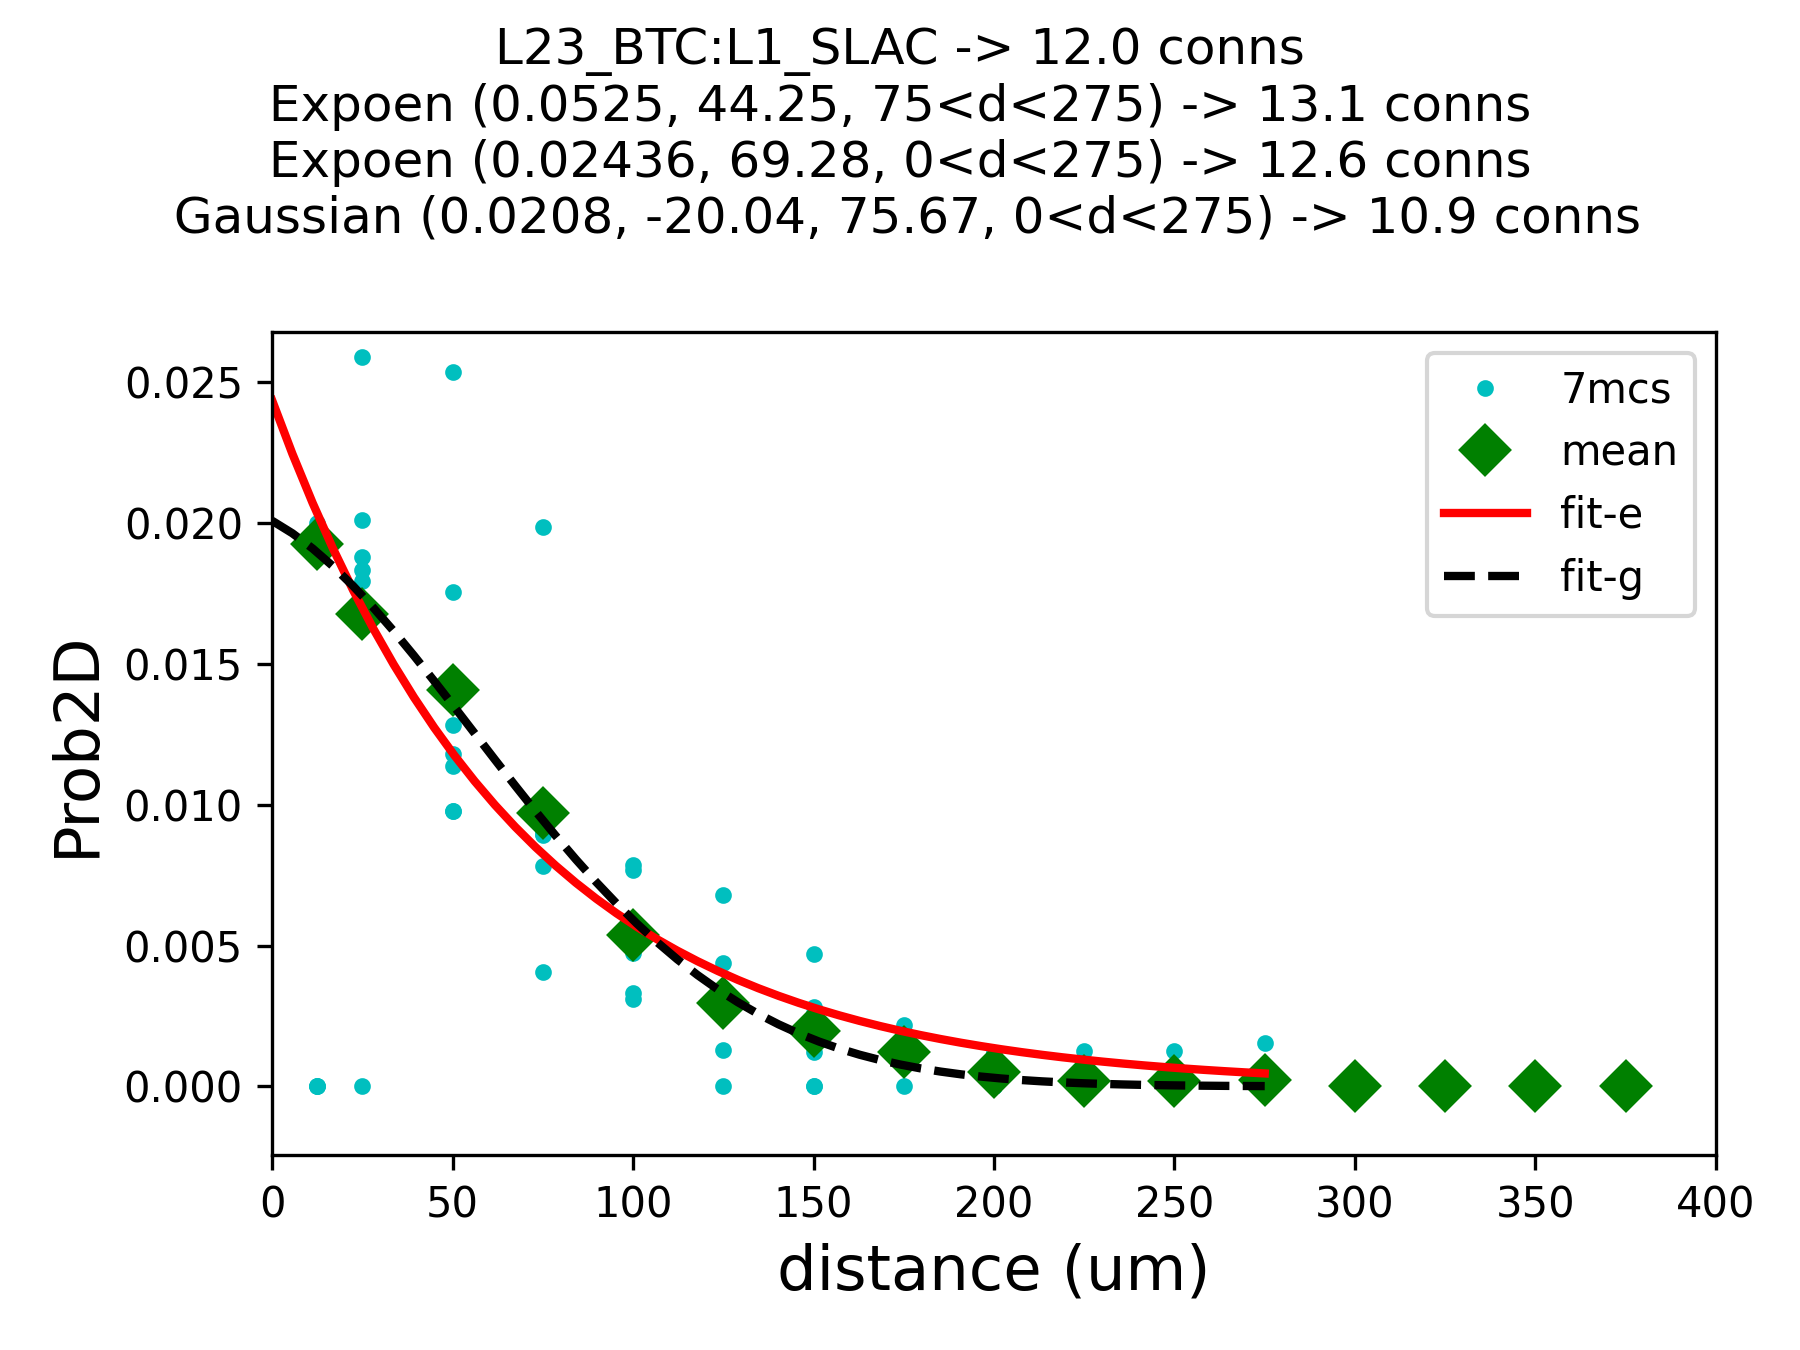 L23_BTC:L1_SLAC -> 12.0 conns
Expoen (0.0525, 44.25, 75<d<275) -> 13.1 conns
Expoen (0.02436, 69.28, 0<d<275) -> 12.6 conns
Gaussian (0.0208, -20.04, 75.67, 0<d<275) -> 10.9 conns
7mcs
mean
fit-e
fit-g
Prob2D
0.025
0.020
0.015
0.010
0.005
0.000
0 50 100 150 200 250 300 350 400
distance (um)